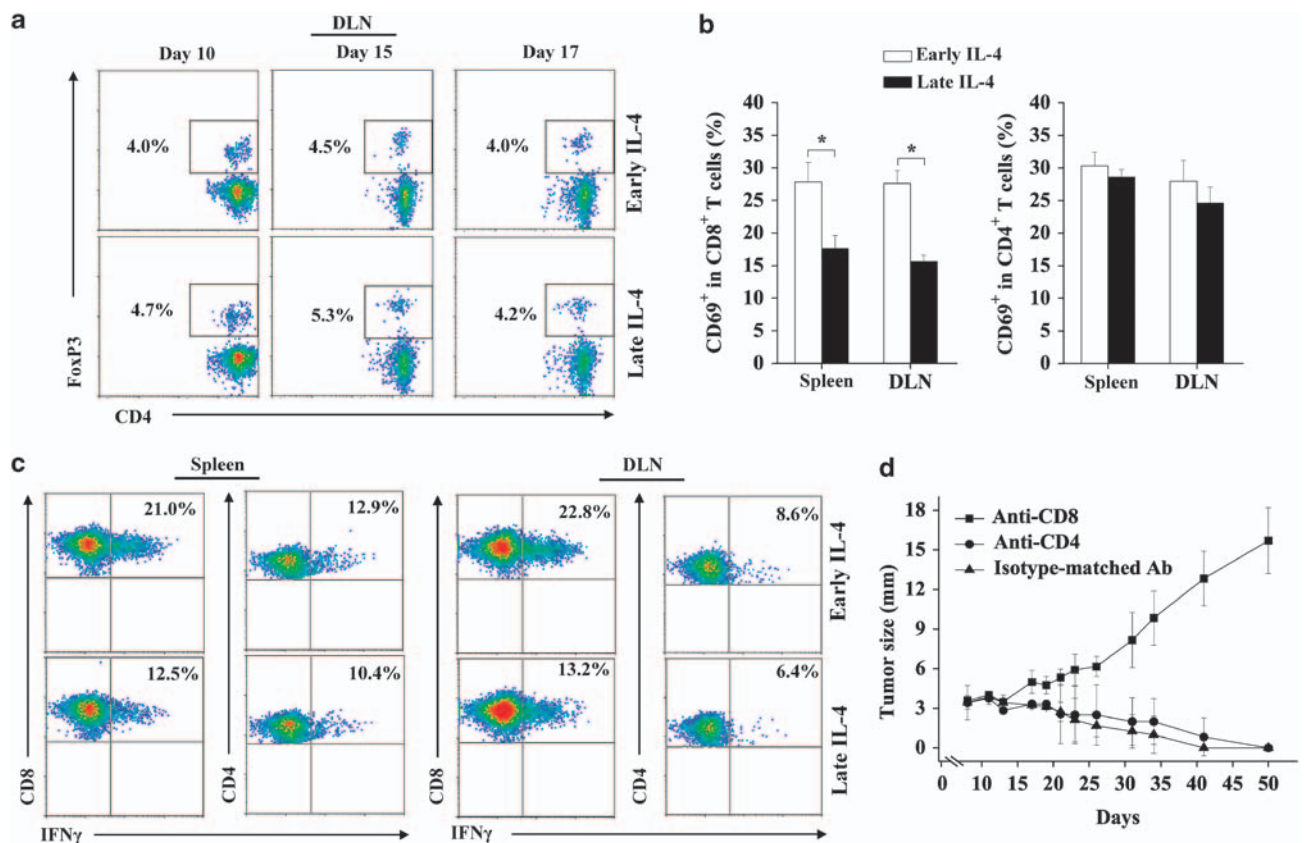 a
DLN
Day 10 Day 15 Day 17
4.0% 4.5% 4.0%
Early IL-4
4.7% 5.3% 4.2%
Late IL-4
FoxP3
CD4
b
Early IL-4
Late IL-4
CD69+ in CD8+ T cells (%)
40
35
30
25
20
15
10
5
0
* *
Spleen DLN
CD69+ in CD4+ T cells (%)
40
35
30
25
20
15
10
5
0
Spleen DLN
c
Spleen DLN
21.0% 12.9% 22.8% 8.6%
Early IL-4
12.5% 10.4% 13.2% 6.4%
Late IL-4
CD8 CD4 CD8 CD4
IFNγ IFNγ
d
Anti-CD8
Anti-CD4
Isotype-matched Ab
Tumor size (mm)
18
15
12
9
6
3
0
0 10 15 20 25 30 35 40 45 50
Days